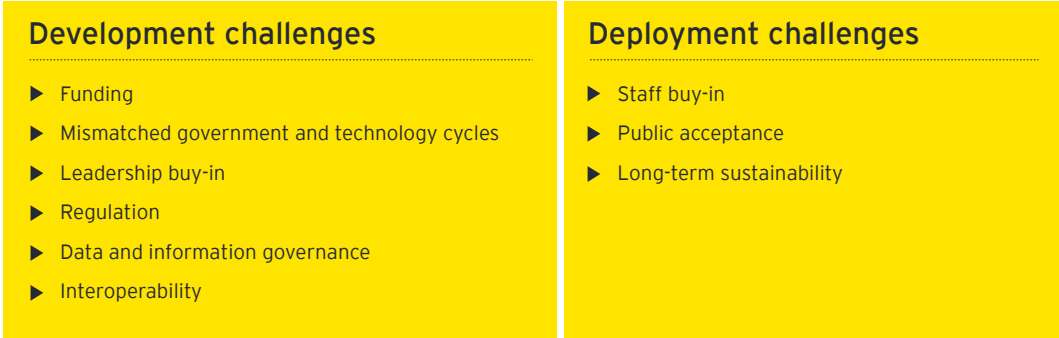 Development challenges
▶ Funding
▶ Mismatched government and technology cycles
▶ Leadership buy-in
▶ Regulation
▶ Data and information governance
▶ Interoperability
Deployment challenges
▶ Staff buy-in
▶ Public acceptance
▶ Long-term sustainability